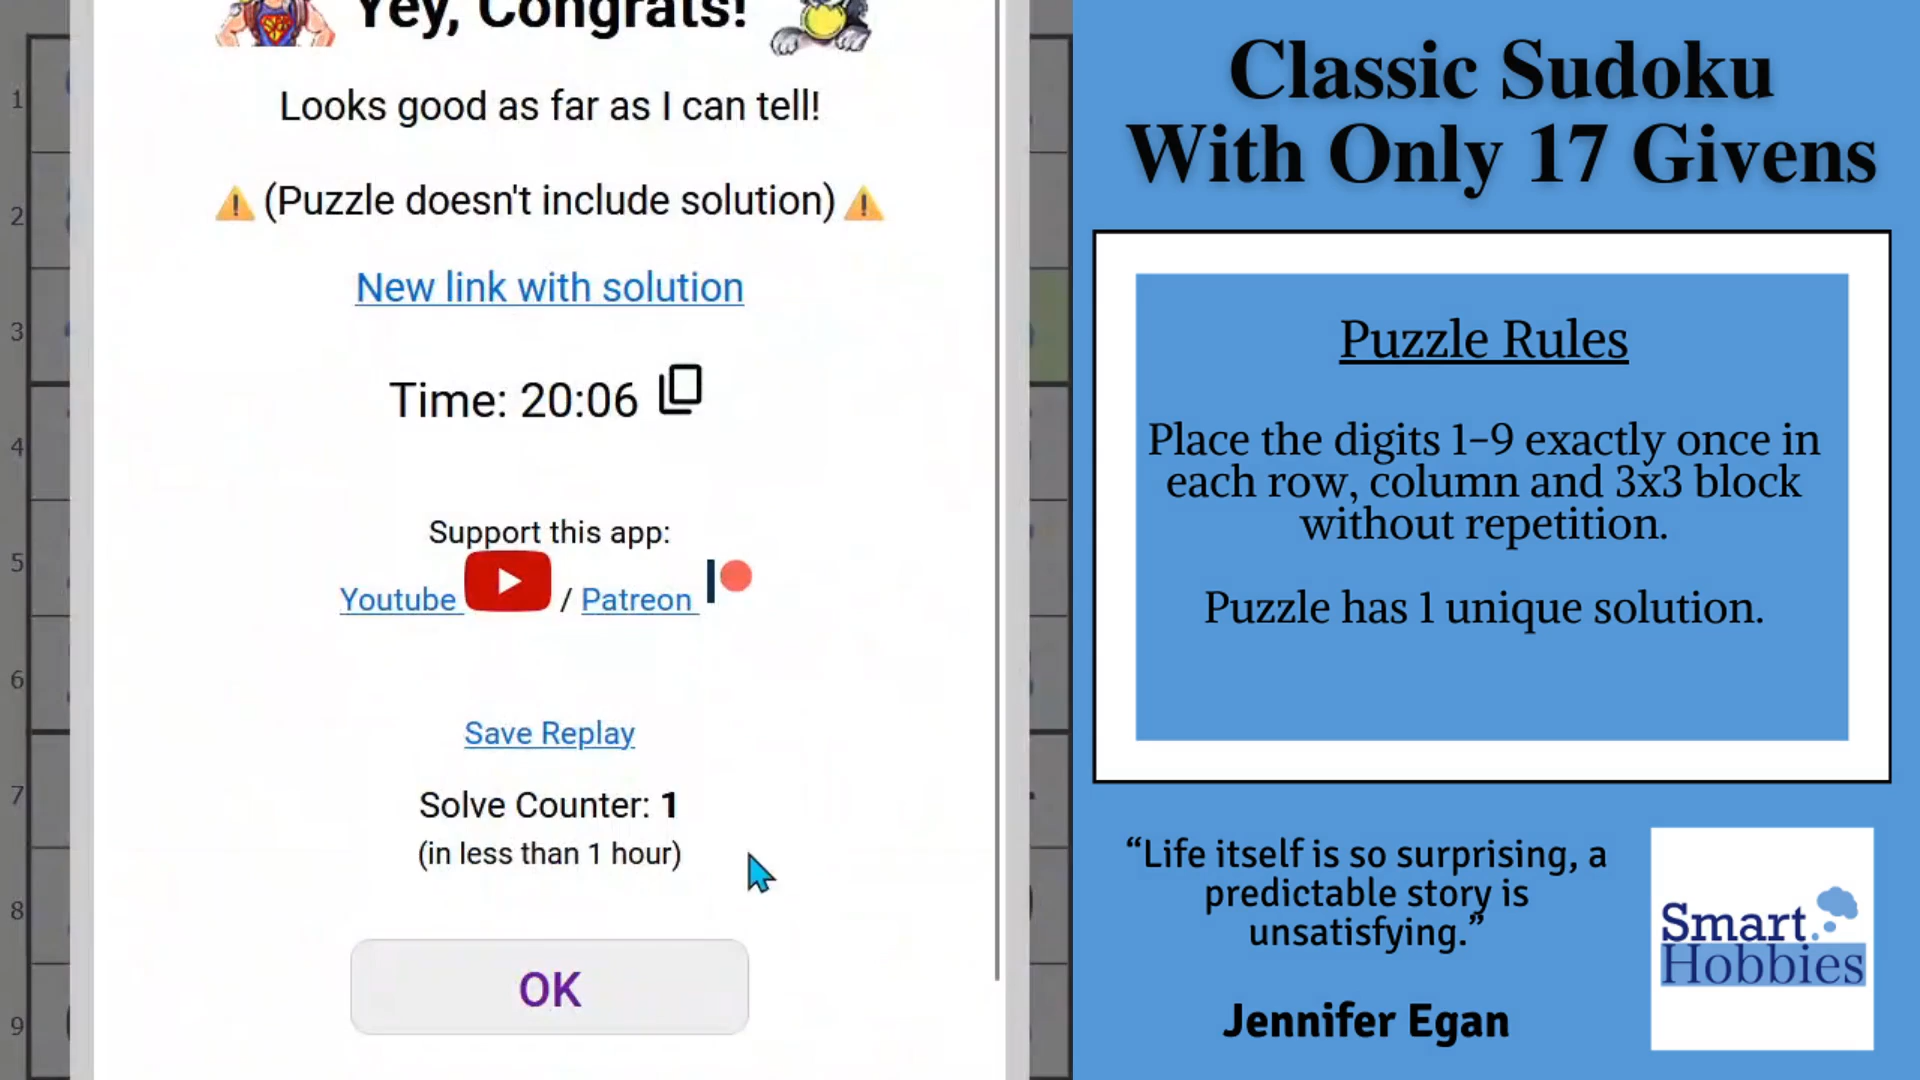 Yey, Congrats!
Looks good as far as I can tell!
(Puzzle doesn't include solution)
New link with solution
Time: 20:06
Support this app:
Youtube / Patreon
Save Replay
Solve Counter: 1
(in less than 1 hour)
OK
1
2
3
4
5
6
7
8
9
Classic Sudoku
With Only 17 Givens
Puzzle Rules
Place the digits 1-9 exactly once in
each row, column and 3x3 block
without repetition.
Puzzle has 1 unique solution.
“Life itself is so surprising, a
predictable story is
unsatisfying.”
Jennifer Egan
Smart
Hobbies